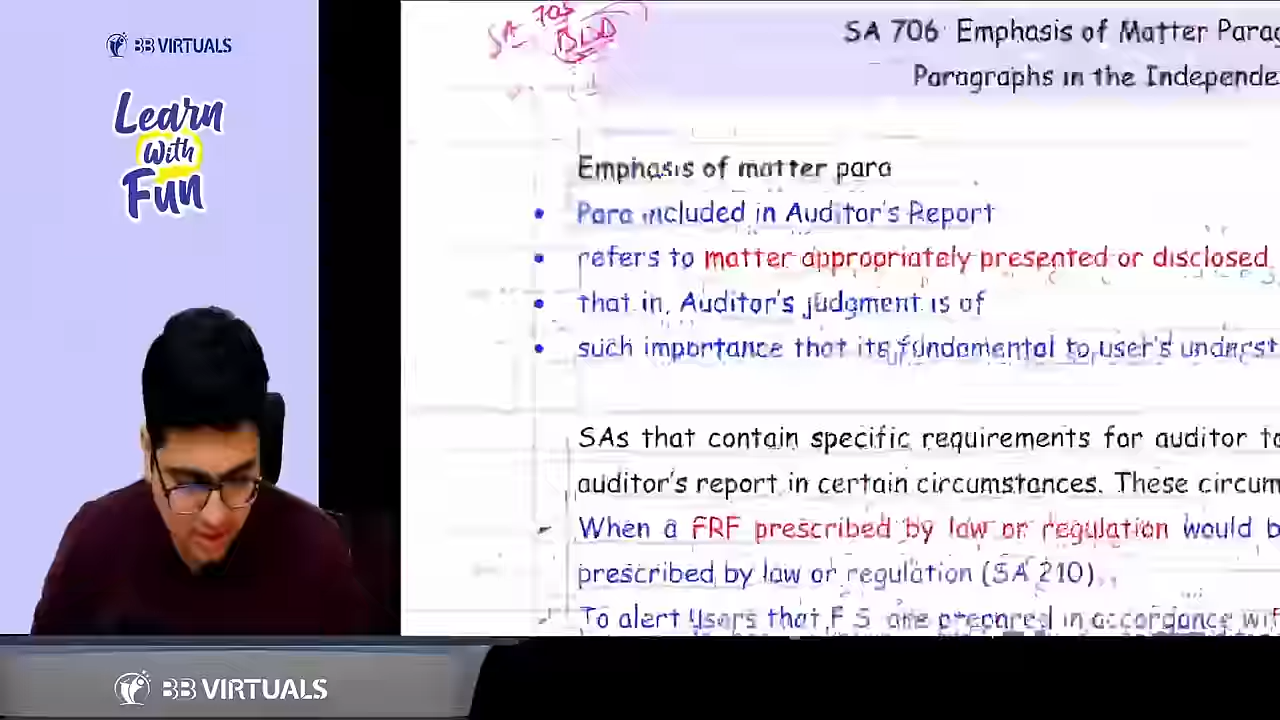 BB VIRTUALS
Learn
with
Fun
SA 705
SA 706 Emphasis of Matter Parag
Paragraphs in the Independe
Emphasis of matter para
• Para included in Auditor's Report
• refers to matter appropriately presented or disclosed
• that in, Auditor's judgment is of
• such importance that its fundamental to user's underst
SAs that contain specific requirements for auditor to
auditor's report in certain circumstances. These circum
When a FRF prescribed by law or regulation would b
prescribed by law or regulation (SA 210)
To alert Users that F S are prepared in accordance wit
BB VIRTUALS